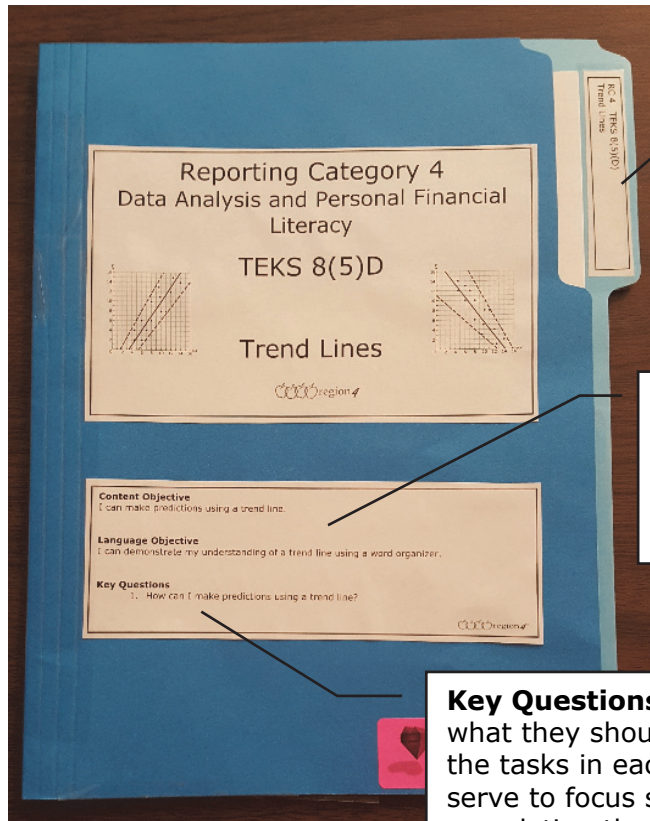 RC 4 TEKS 8(5)(D)
Trend Lines
Reporting Category 4
Data Analysis and Personal Financial
Literacy
TEKS 8(5)D
Trend Lines
region 4
Content Objective
I can make predictions using a trend line.
Language Objective
I can demonstrate my understanding of a trend line using a word organizer.
Key Questions
1. How can I make predictions using a trend line?
region 4
Key Questions
what they shou
the tasks in eac
serve to focus s